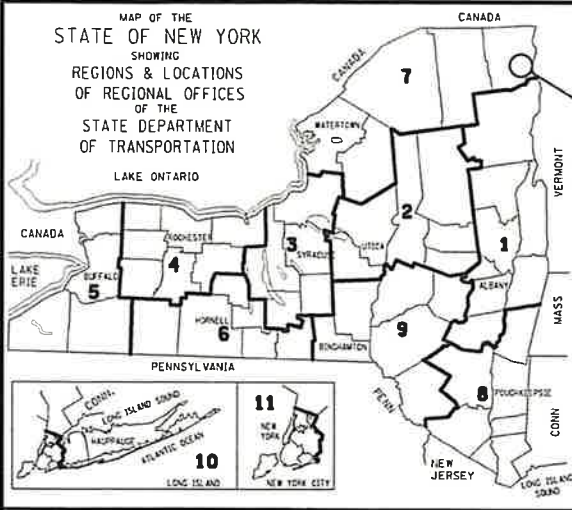 MAP OF THE
STATE OF NEW YORK
SHOWING
REGIONS & LOCATIONS
OF REGIONAL OFFICES
OF THE
STATE DEPARTMENT
OF TRANSPORTATION
LAKE ONTARIO
CANADA
CANADA
7
WATERTOWN
VERMONT
CANADA
LAKE
ERIE
BUFFALO
5
ROCHESTER
4
3
SYRACUSE
UTICA
2
1
ALBANY
MASS
HORNELL
6
BINGHAMTON
9
PENNSYLVANIA
PENN
8
POUGHKEEPSIE
CONN
NEW
JERSEY
LONG ISLAND
SOUND
CONN.
LONG ISLAND SOUND
HAUPPAUGE
ATLANTIC OCEAN
10
LONG ISLAND
11
NEW
YORK
NEW YORK CITY